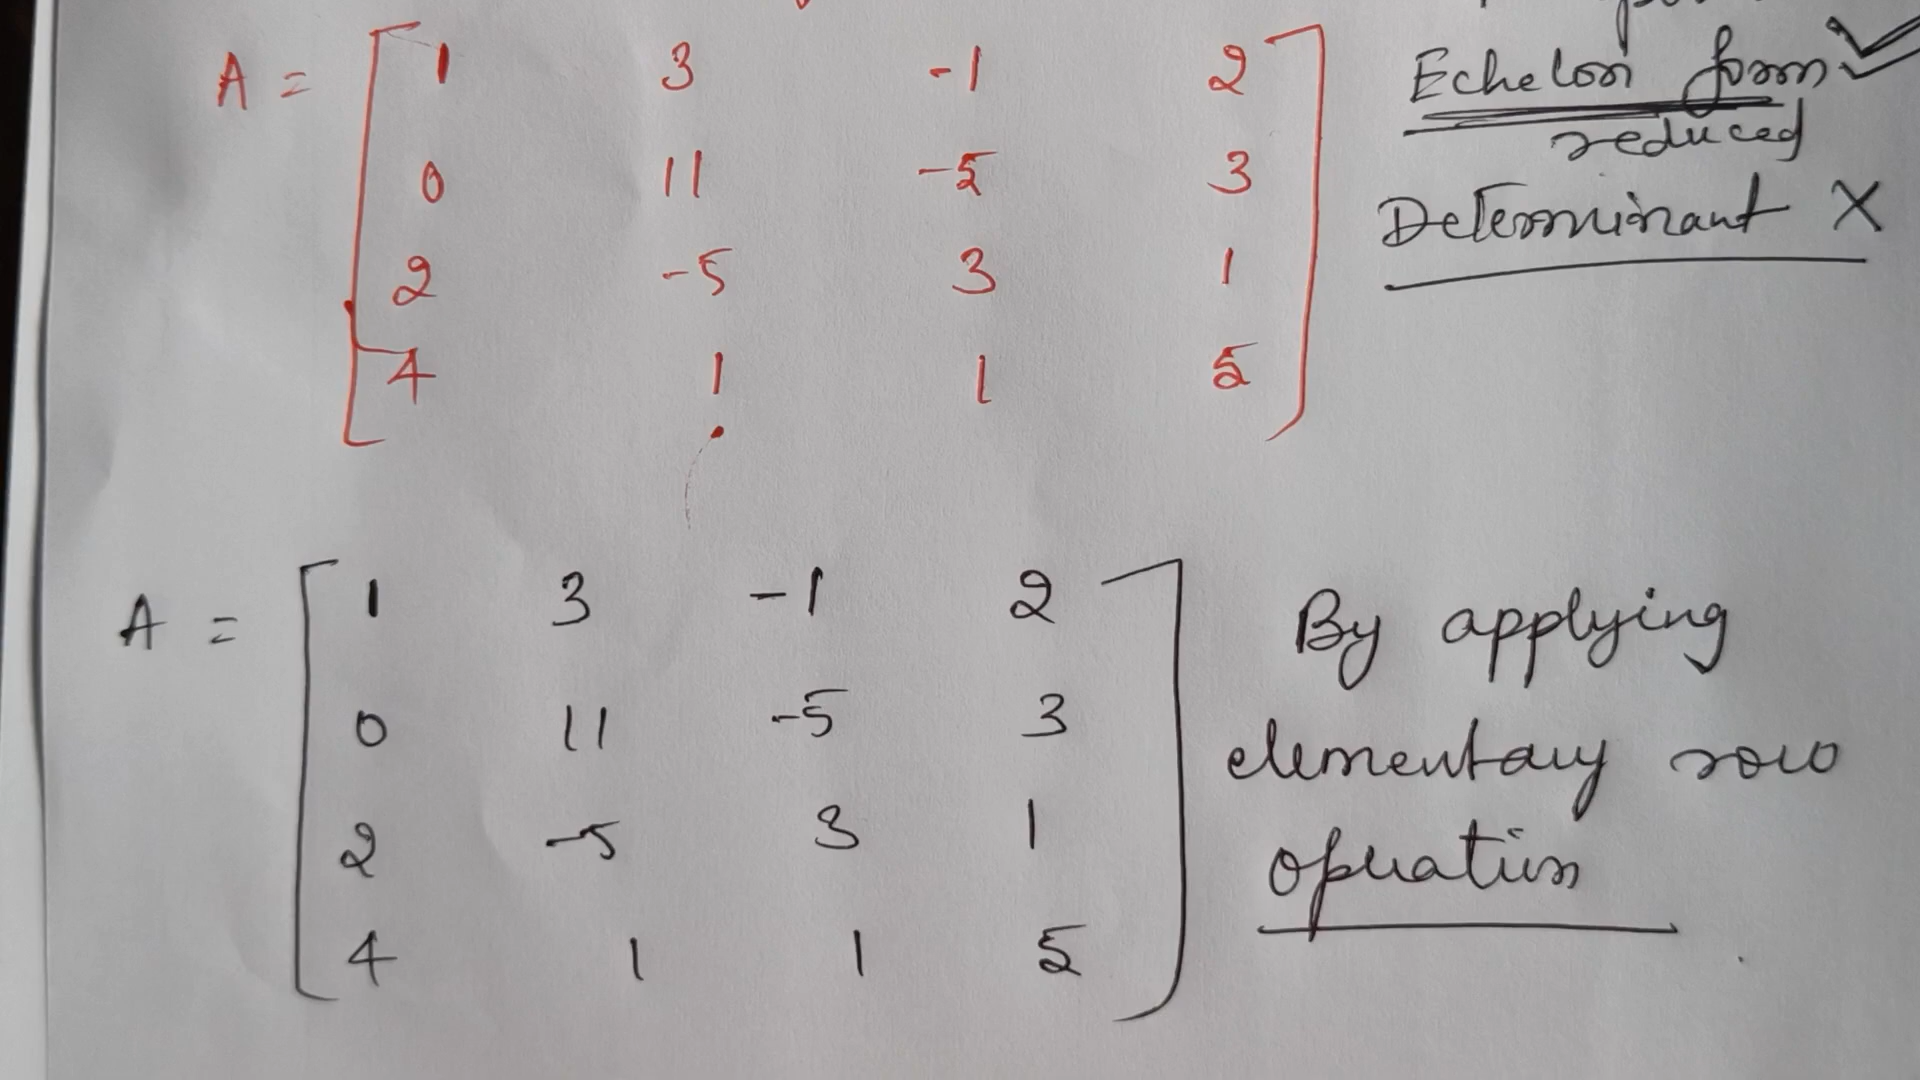 A = [ 1 3 -1 2 ] Echelon form ✓
reduced
0 11 -5 3 Determinant X
2 -5 3 1
4 1 1 5
A = [ 1 3 -1 2 ] By applying
0 11 -5 3 elementary row
2 -5 3 1 operation
4 1 1 5